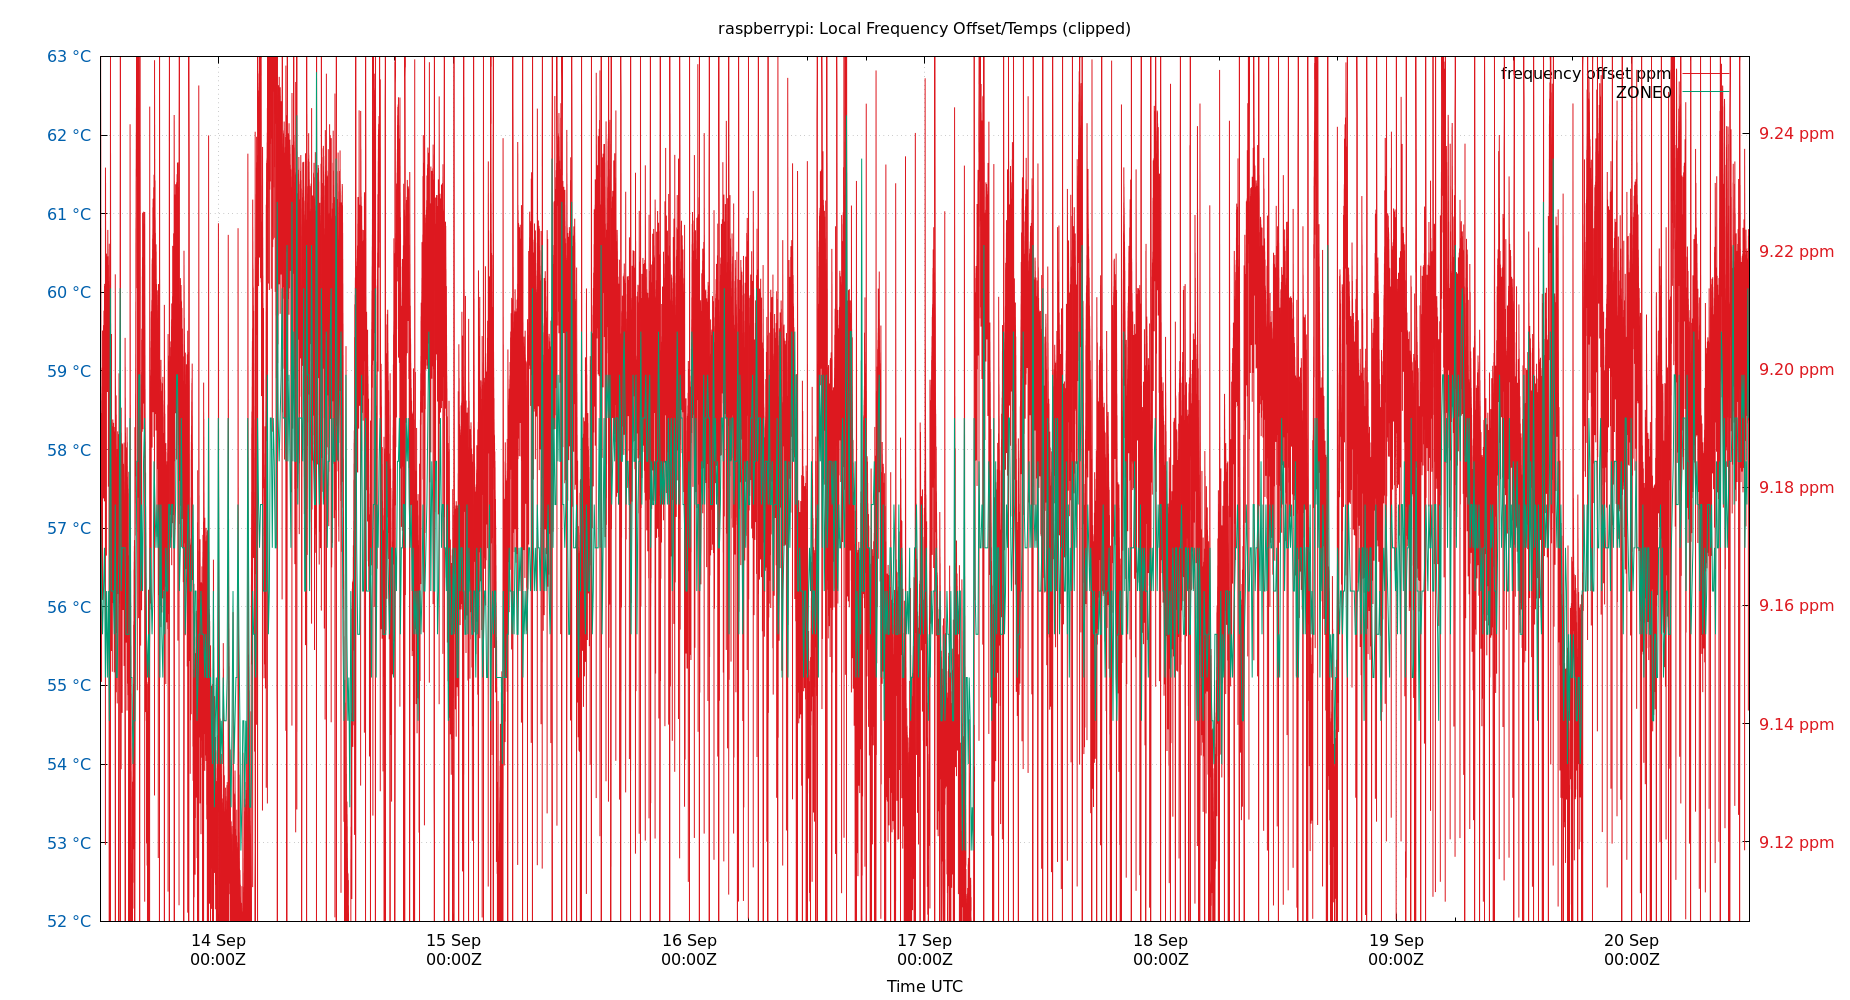 raspberrypi: Local Frequency Offset/Temps (clipped)
63 °C
62 °C
61 °C
60 °C
59 °C
58 °C
57 °C
56 °C
55 °C
54 °C
53 °C
52 °C
frequency offset ppm
ZONE0
9.24 ppm
9.22 ppm
9.20 ppm
9.18 ppm
9.16 ppm
9.14 ppm
9.12 ppm
14 Sep
00:00Z
15 Sep
00:00Z
16 Sep
00:00Z
17 Sep
00:00Z
18 Sep
00:00Z
19 Sep
00:00Z
20 Sep
00:00Z
Time UTC